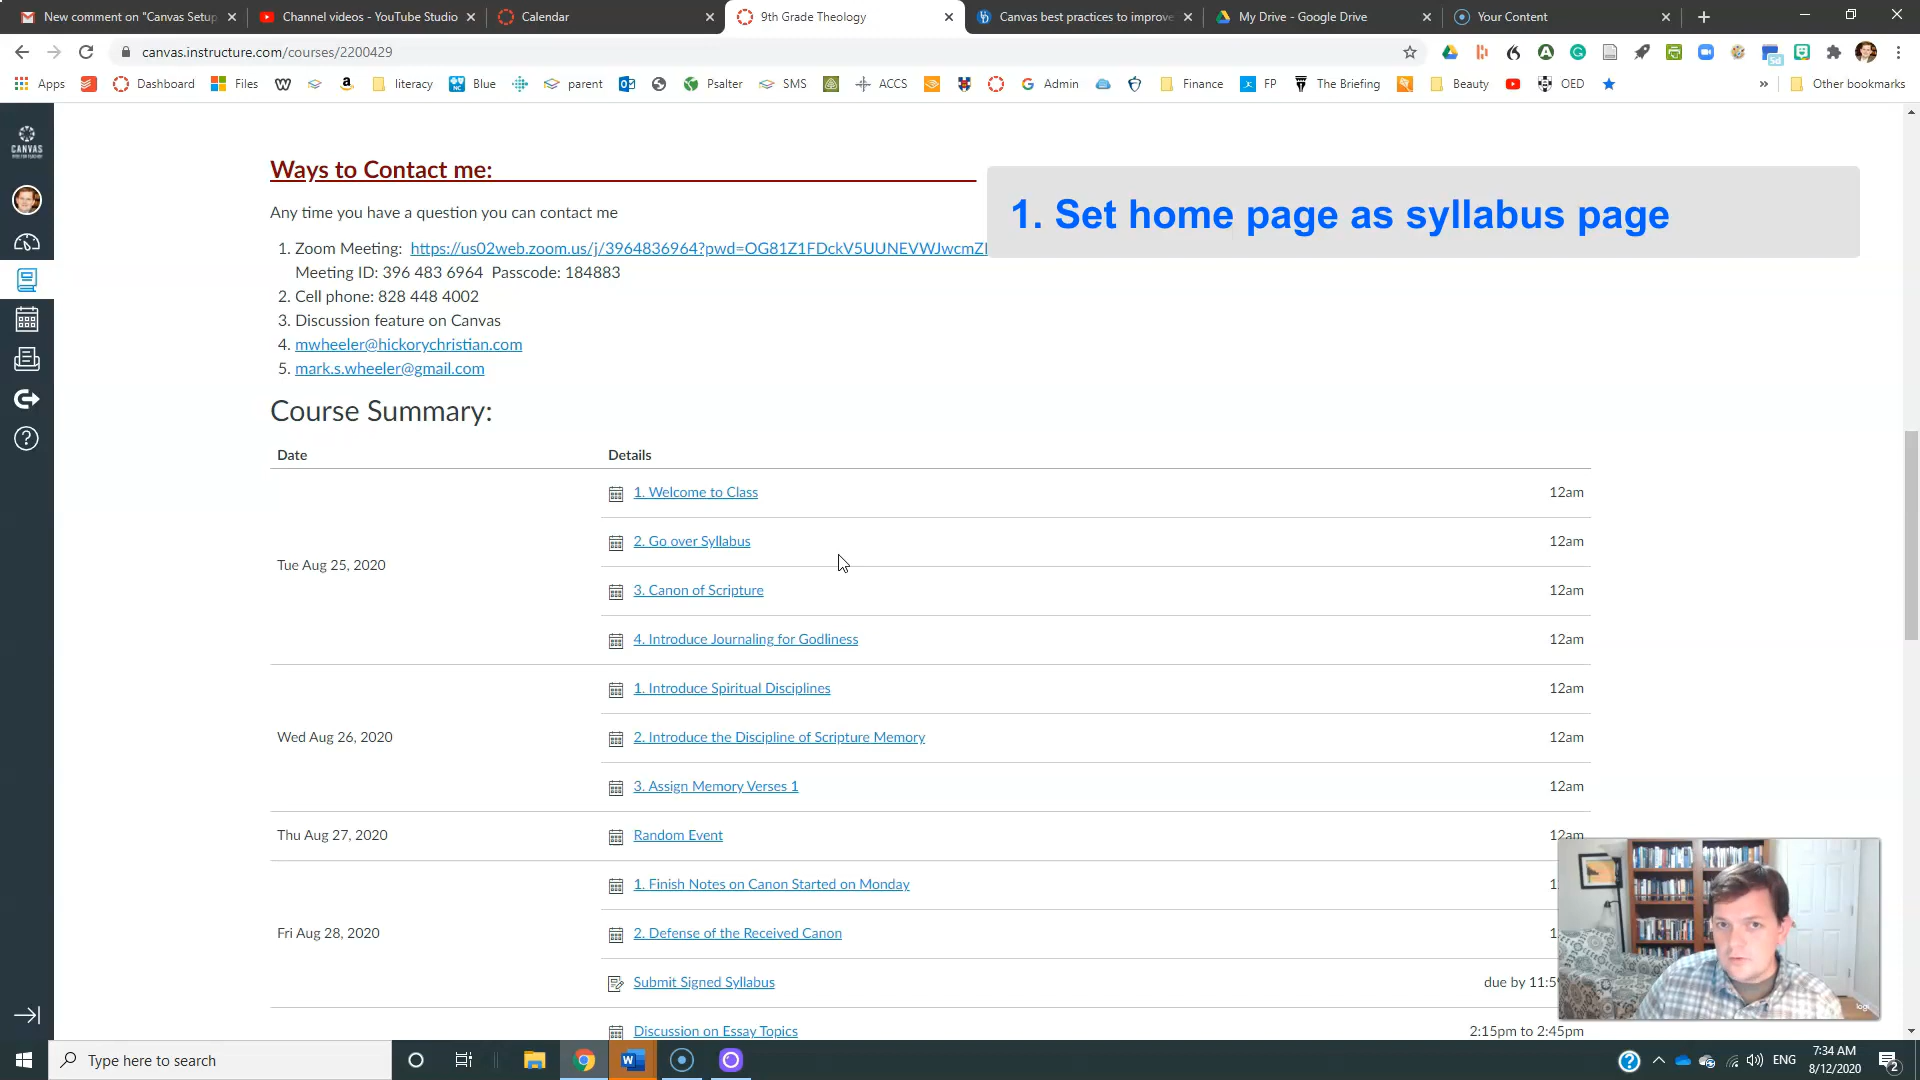 New comment on "Canvas Setup
Channel videos - YouTube Studio
Calendar
9th Grade Theology
Canvas best practices to improve
My Drive - Google Drive
Your Content
canvas.instructure.com/courses/2200429
Apps
Dashboard
Files
literacy
Blue
parent
Psalter
SMS
ACCS
Admin
Finance
FP
The Briefing
Beauty
OED
Other bookmarks
CANVAS
Ways to Contact me:
1. Set home page as syllabus page
Any time you have a question you can contact me
1. Zoom Meeting: https://us02web.zoom.us/j/3964836964?pwd=OG81Z1FDckV5UUNEVWJwcmZI
Meeting ID: 396 483 6964 Passcode: 184883
2. Cell phone: 828 448 4002
3. Discussion feature on Canvas
4. mwheeler@hickorychristian.com
5. mark.s.wheeler@gmail.com
Course Summary:
Date Details
1. Welcome to Class 12am
2. Go over Syllabus 12am
Tue Aug 25, 2020
3. Canon of Scripture 12am
4. Introduce Journaling for Godliness 12am
1. Introduce Spiritual Disciplines 12am
Wed Aug 26, 2020 2. Introduce the Discipline of Scripture Memory 12am
3. Assign Memory Verses 1 12am
Thu Aug 27, 2020 Random Event 12am
1. Finish Notes on Canon Started on Monday 1
Fri Aug 28, 2020 2. Defense of the Received Canon 1
Submit Signed Syllabus due by 11:59
Discussion on Essay Topics 2:15pm to 2:45pm
logi
Type here to search
ENG
7:34 AM
8/12/2020
2